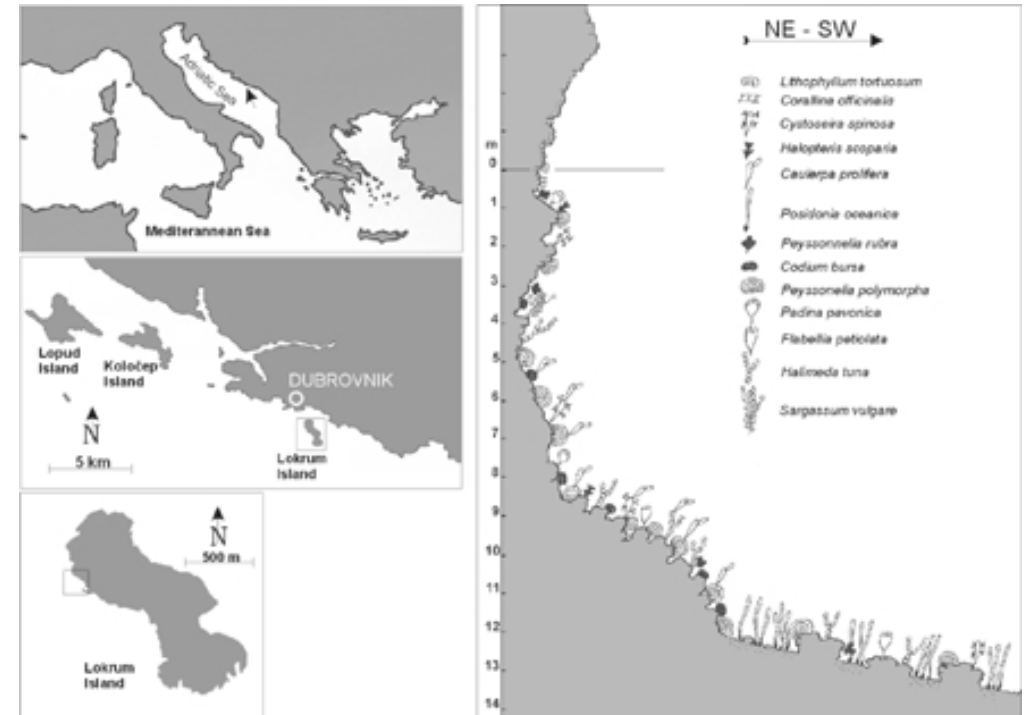 Adriatic Sea
Mediterannean Sea
Lopud
Island
Koločep
Island
DUBROVNIK
N
5 km
Lokrum
Island
N
500 m
Lokrum
Island
NE - SW
Lithophyllum tortuosum
Corallina officinalis
Cystoseira spinosa
Halopteris scoparia
Caulerpa prolifera
Posidonia oceanica
Peyssonnelia rubra
Codium bursa
Peyssonella polymorpha
Padina pavonica
Flabellia petiolata
Halimeda tuna
Sargassum vulgare
m
0
1
2
3
4
5
6
7
8
9
10
11
12
13
14